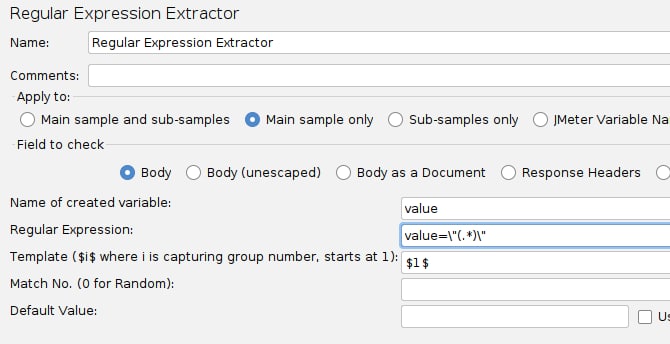 Regular Expression Extractor
Name: Regular Expression Extractor
Comments:
Apply to:
Main sample and sub-samples Main sample only Sub-samples only JMeter Variable Na
Field to check
Body Body (unescaped) Body as a Document Response Headers
Name of created variable: value
Regular Expression: value=\"(.*)\"
Template ($i$ where i is capturing group number, starts at 1): $1$
Match No. (0 for Random):
Default Value: Us